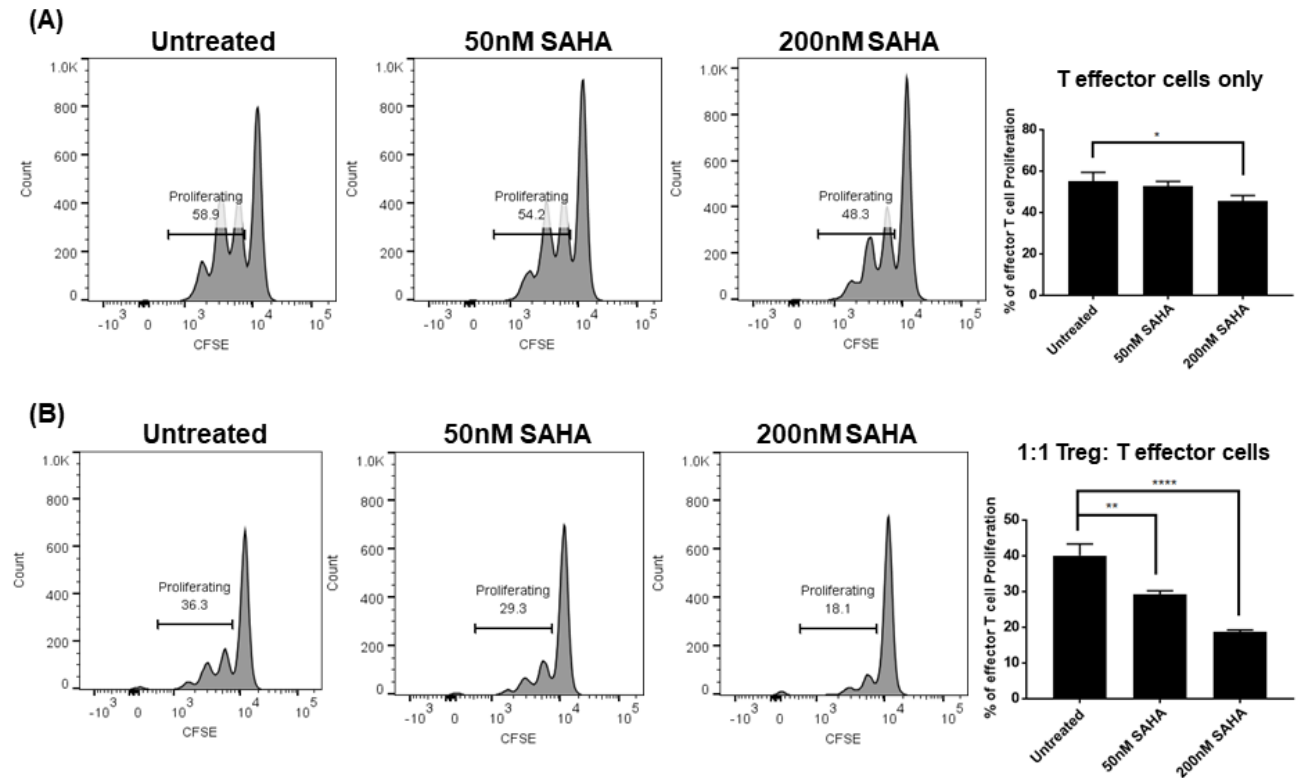 (A)
Untreated
50nM SAHA
200nM SAHA
T effector cells only
1.0K
800
600
400
200
0
Count
Proliferating
58.9
-10^3 0 10^3 10^4 10^5
CFSE
1.0K
800
600
400
200
0
Count
Proliferating
54.2
-10^3 0 10^3 10^4 10^5
CFSE
1.0K
800
600
400
200
0
Count
Proliferating
48.3
-10^3 0 10^3 10^4 10^5
CFSE
% of effector T cell Proliferation
80
60
40
20
0
*
Untreated
50nM SAHA
200nM SAHA
(B)
Untreated
50nM SAHA
200nM SAHA
1:1 Treg: T effector cells
1.0K
800
600
400
200
0
Count
Proliferating
36.3
-10^3 0 10^3 10^4 10^5
CFSE
1.0K
800
600
400
200
0
Count
Proliferating
29.3
-10^3 0 10^3 10^4 10^5
CFSE
1.0K
800
600
400
200
0
Count
Proliferating
18.1
-10^3 0 10^3 10^4 10^5
CFSE
% of effector T cell Proliferation
50
40
30
20
10
0
****
**
Untreated
50nM SAHA
200nM SAHA